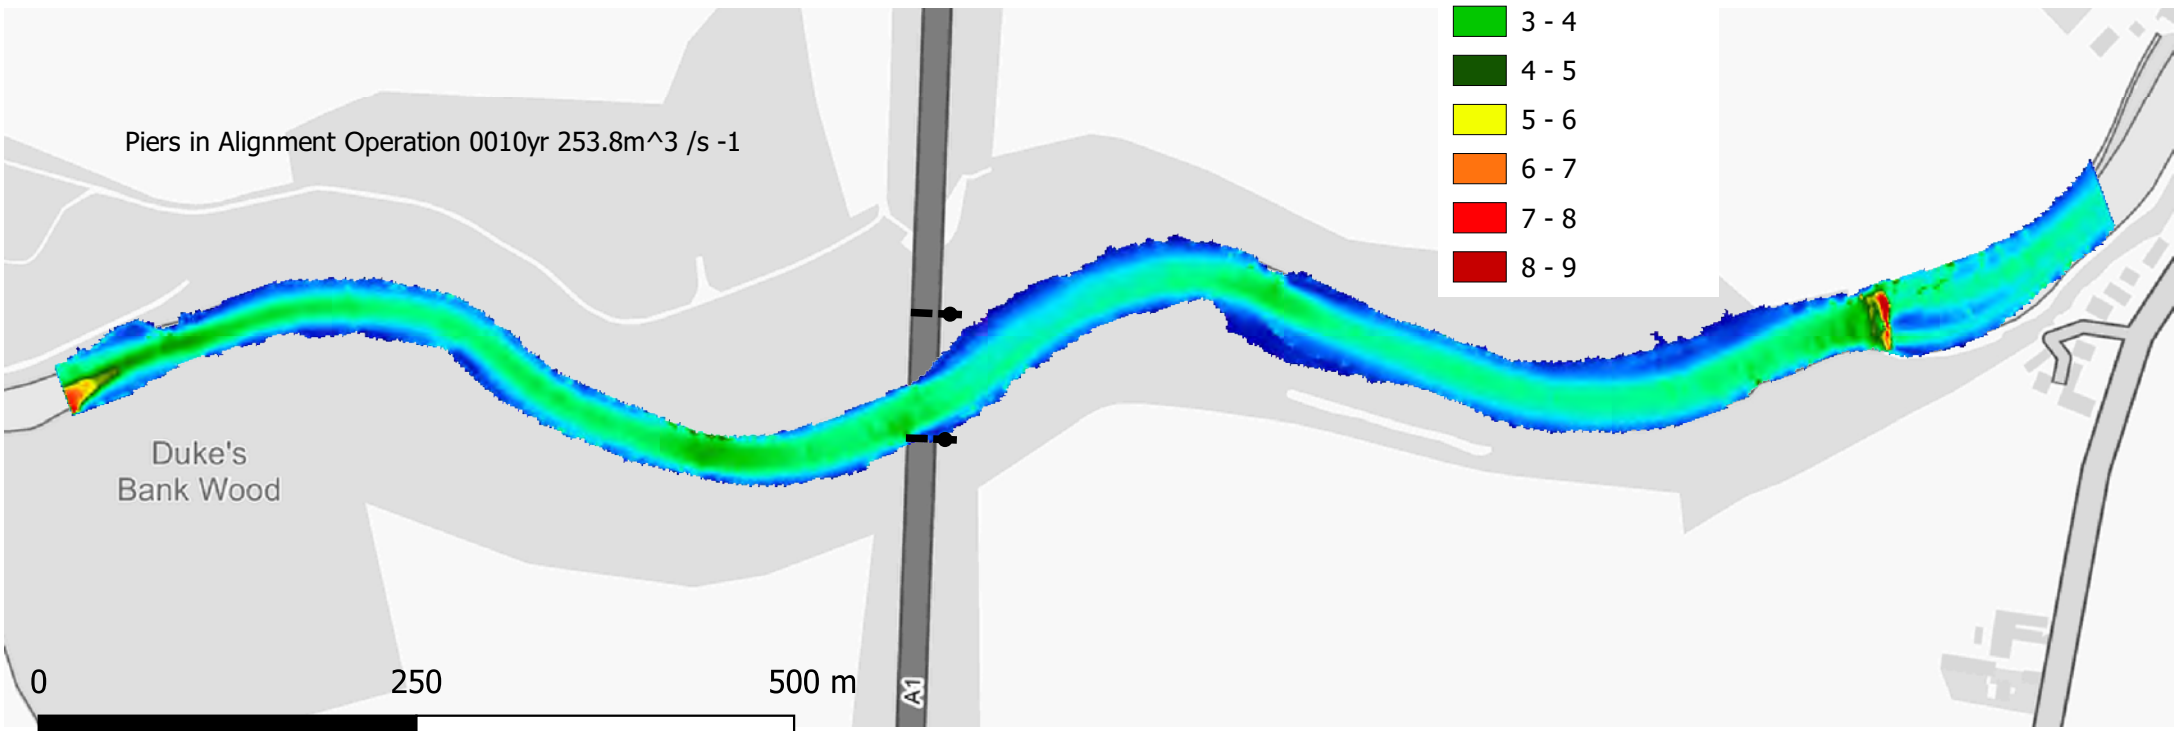 3 - 4
4 - 5
5 - 6
6 - 7
7 - 8
8 - 9
Piers in Alignment Operation 0010yr 253.8m^3 /s -1
Duke's
Bank Wood
A1
0 250 500 m